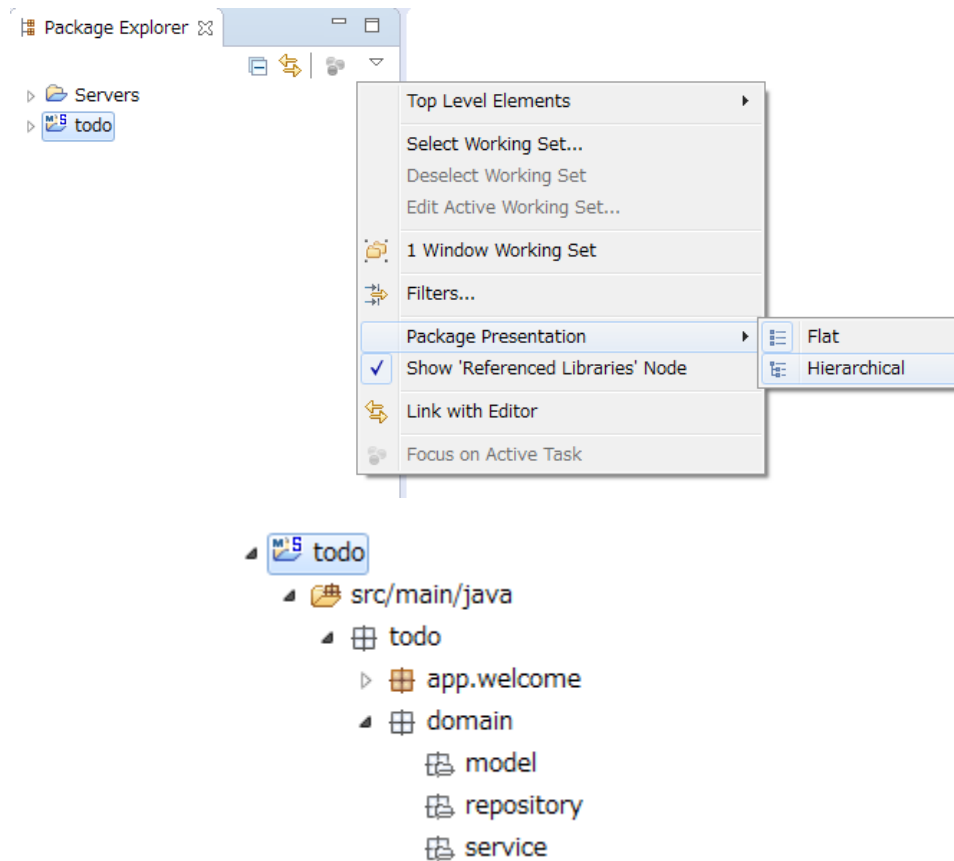 Package Explorer
Servers
todo
Top Level Elements
Select Working Set...
Deselect Working Set
Edit Active Working Set...
1 Window Working Set
Filters...
Package Presentation
Flat
Show 'Referenced Libraries' Node
Hierarchical
Link with Editor
Focus on Active Task
todo
src/main/java
todo
app.welcome
domain
model
repository
service